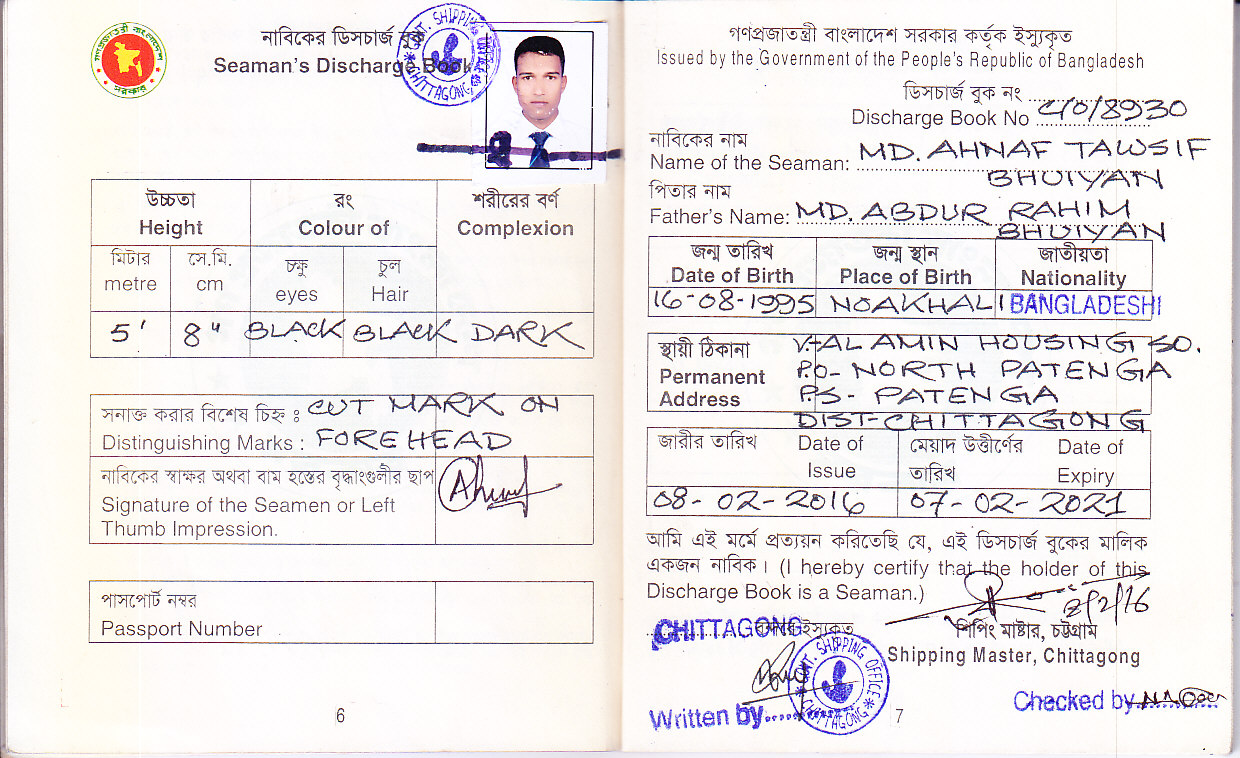 গণপ্রজাতন্ত্রী বাংলাদেশ
সরকার
নাবিকের ডিসচার্জ বুক
Seaman's Discharge Book
GOVT. SHIPPING OFFICE
CHITTAGONG
উচ্চতা
Height
রং
Colour of
শরীরের বর্ণ
Complexion
মিটার
metre
সে.মি.
cm
চক্ষু
eyes
চুল
Hair
5' 8" BLACK BLACK DARK
সনাক্ত করার বিশেষ চিহ্ন : CUT MARK ON
Distinguishing Marks : FOREHEAD
নাবিকের স্বাক্ষর অথবা বাম হস্তের বৃদ্ধাংগুলীর ছাপ
Signature of the Seamen or Left
Thumb Impression.
পাসপোর্ট নম্বর
Passport Number
6
গণপ্রজাতন্ত্রী বাংলাদেশ সরকার কর্তৃক ইস্যুকৃত
Issued by the Government of the People's Republic of Bangladesh
ডিসচার্জ বুক নং
Discharge Book No C/O/8930
নাবিকের নাম
Name of the Seaman: MD. AHNAF TAWSIF
BHUIYAN
পিতার নাম
Father's Name: MD. ABDUR RAHIM
BHUIYAN
জন্ম তারিখ
Date of Birth
জন্ম স্থান
Place of Birth
জাতীয়তা
Nationality
16-08-1995 NOAKHALI BANGLADESHI
স্থায়ী ঠিকানা
Permanent
Address
V:-AL AMIN HOUSING SO.
P.O- NORTH PATENGA
P.S- PATENGA
DIST-CHITTAGONG
জারীর তারিখ Date of
Issue
মেয়াদ উত্তীর্ণের Date of
তারিখ Expiry
08-02-2016 07-02-2021
আমি এই মর্মে প্রত্যয়ন করিতেছি যে, এই ডিসচার্জ বুকের মালিক
একজন নাবিক। (I hereby certify that the holder of this
Discharge Book is a Seaman.)
8/2/16
CHITTAGONG ইস্যুকৃত
শিপিং মাষ্টার, চট্টগ্রাম
Shipping Master, Chittagong
GOVT. SHIPPING OFFICE
CHITTAGONG
Written by
7
Checked by